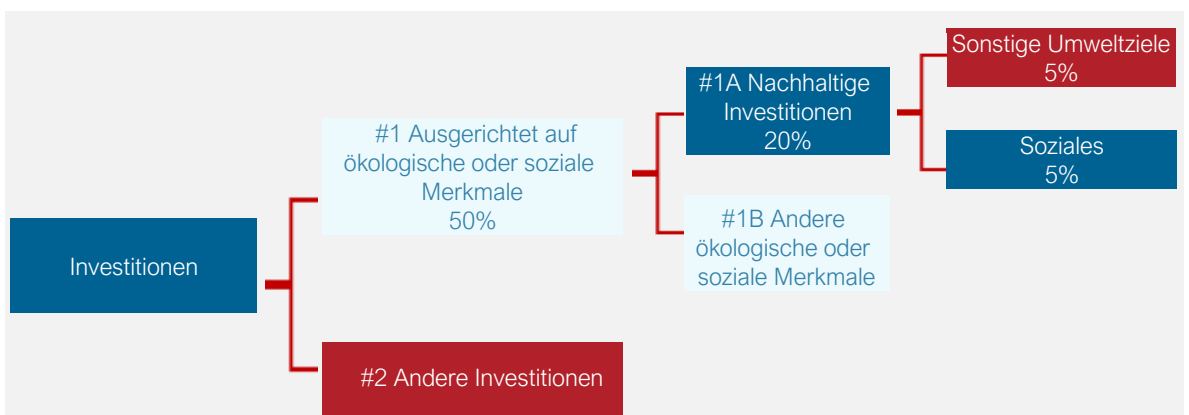 Investitionen
#1 Ausgerichtet auf
ökologische oder soziale
Merkmale
50%
#2 Andere Investitionen
#1A Nachhaltige
Investitionen
20%
#1B Andere
ökologische oder
soziale Merkmale
Sonstige Umweltziele
5%
Soziales
5%